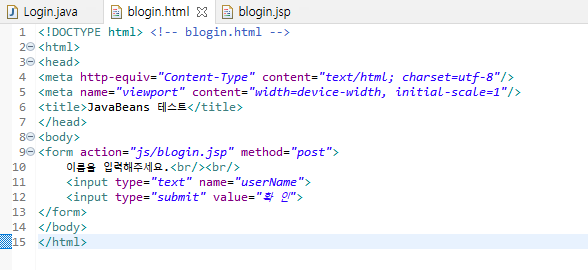 Login.java blogin.html blogin.jsp
1 <!DOCTYPE html> <!-- blogin.html -->
2 <html>
3 <head>
4 <meta http-equiv="Content-Type" content="text/html; charset=utf-8"/>
5 <meta name="viewport" content="width=device-width, initial-scale=1"/>
6 <title>JavaBeans 테스트</title>
7 </head>
8 <body>
9 <form action="js/blogin.jsp" method="post">
10 이름을 입력해주세요.<br/><br/>
11 <input type="text" name="userName">
12 <input type="submit" value="확 인">
13 </form>
14 </body>
15 </html>